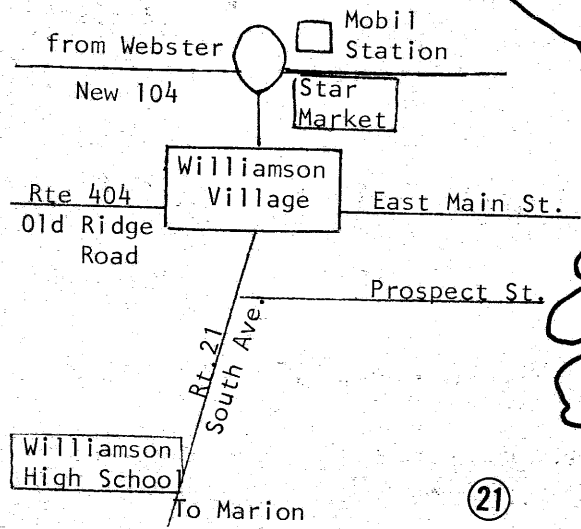 Mobil
Station
from Webster
New 104
Star
Market
Williamson
Village
Rte 404
Old Ridge
Road
East Main St.
Prospect St.
Rt.21
South Ave.
Williamson
High School
To Marion
21